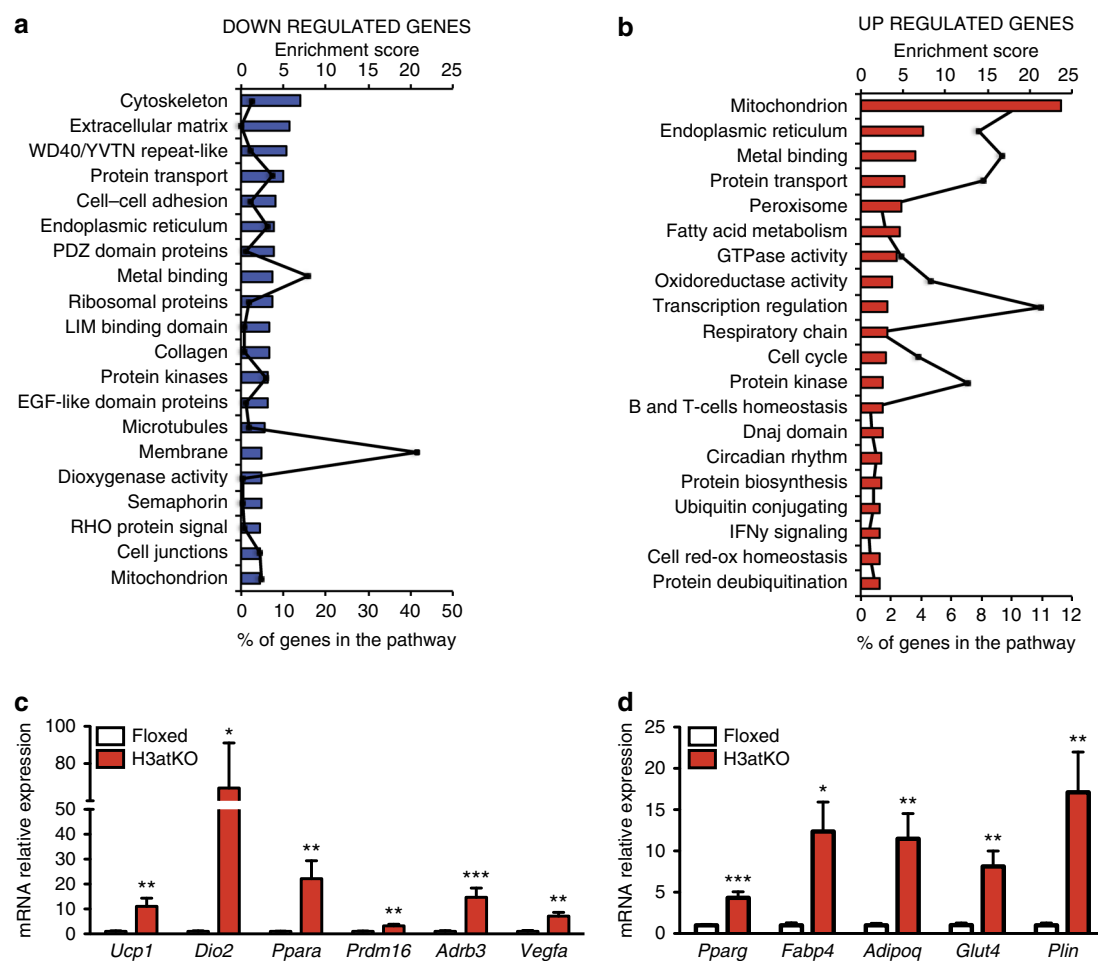 a
DOWN REGULATED GENES
Enrichment score
0 5 10 15 20 25
Cytoskeleton
Extracellular matrix
WD40/YVTN repeat-like
Protein transport
Cell–cell adhesion
Endoplasmic reticulum
PDZ domain proteins
Metal binding
Ribosomal proteins
LIM binding domain
Collagen
Protein kinases
EGF-like domain proteins
Microtubules
Membrane
Dioxygenase activity
Semaphorin
RHO protein signal
Cell junctions
Mitochondrion
0 10 20 30 40 50
% of genes in the pathway
b
UP REGULATED GENES
Enrichment score
0 5 10 15 20 25
Mitochondrion
Endoplasmic reticulum
Metal binding
Protein transport
Peroxisome
Fatty acid metabolism
GTPase activity
Oxidoreductase activity
Transcription regulation
Respiratory chain
Cell cycle
Protein kinase
B and T-cells homeostasis
Dnaj domain
Circadian rhythm
Protein biosynthesis
Ubiquitin conjugating
IFNy signaling
Cell red-ox homeostasis
Protein deubiquitination
0 2 4 6 8 10 11 12
% of genes in the pathway
c
mRNA relative expression
100
80
50
40
30
20
10
0
Floxed
H3atKO
** * ** ** *** **
Ucp1 Dio2 Ppara Prdm16 Adrb3 Vegfa
d
mRNA relative expression
25
20
15
10
5
0
Floxed
H3atKO
*** * ** ** **
Pparg Fabp4 Adipoq Glut4 Plin